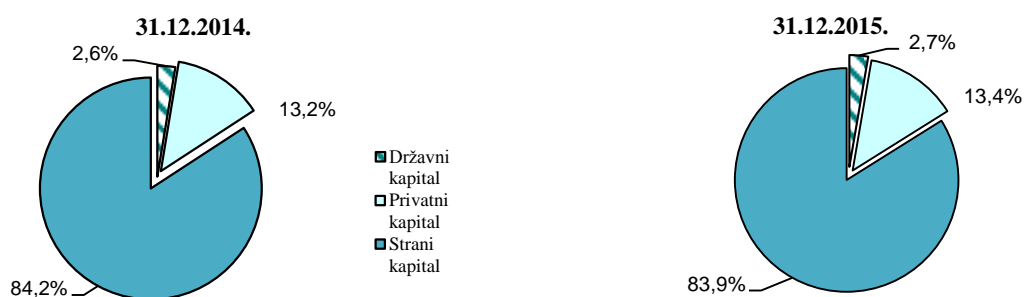 31.12.2014.
2,6%
13,2%
84,2%
Državni
kapital
Privatni
kapital
Strani
kapital
31.12.2015.
2,7%
13,4%
83,9%